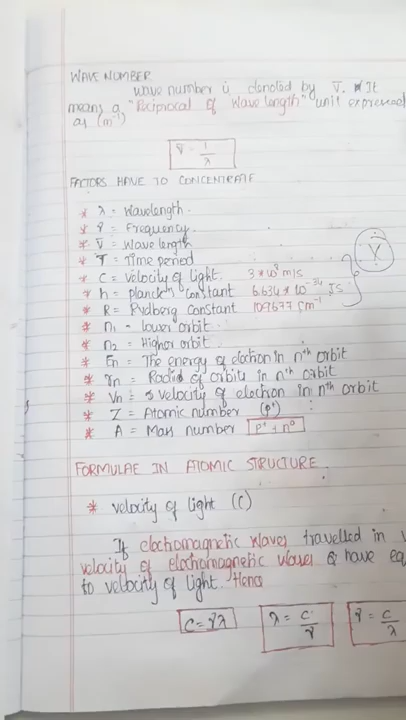 WAVE NUMBER
wave number is denoted by ν̅. It
means a "Reciprocal of Wave length" unit expressed
as (m⁻¹)
ν̅ = 1/λ
FACTORS HAVE TO CONCENTRATE
* λ = Wavelength.
* γ = Frequency.
* ν̅ = Wave length
* T = Time period
* C = Velocity of light. 3*10⁸ m/s
* h = planck's constant 6.634*10⁻³⁴ JS
* R = Rydberg constant 109677 cm⁻¹
* n₁ = lower orbit
* n₂ = Higher orbit
* En = The energy of electron in nᵗʰ orbit
* rn = Radius of orbits in nᵗʰ orbit
* Vn = velocity of electron in nᵗʰ orbit
* Z = Atomic number (p⁺)
* A = Mass number p⁺ + n⁰
FORMULAE IN ATOMIC STRUCTURE
* velocity of light (C)
If electromagnetic waves travelled in
velocity of electromagnetic waves & have
to velocity of light. Hence
C = γλ λ = C/γ γ = C/λ